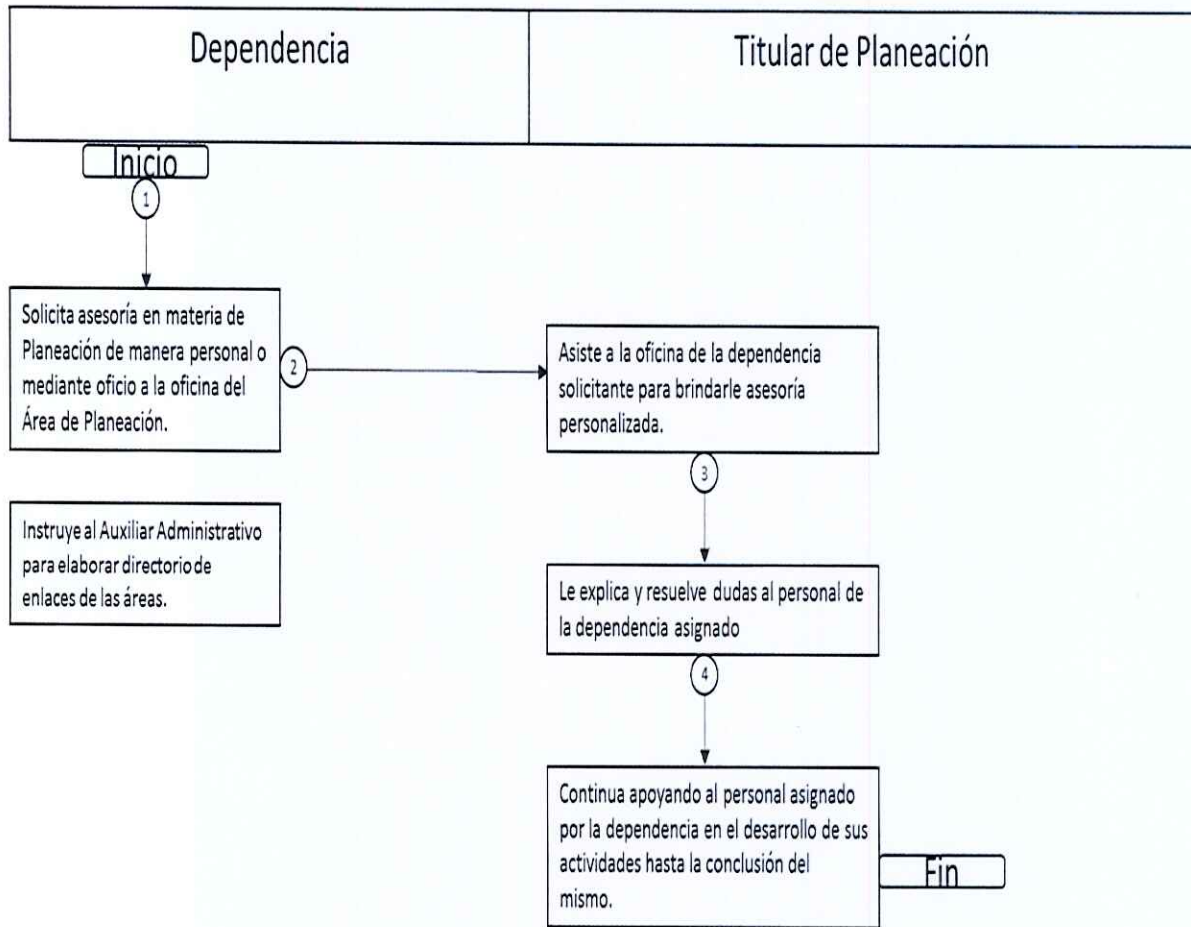 Dependencia
Titular de Planeación
Inicio
1
Solicita asesoría en materia de
Planeación de manera personal o
mediante oficio a la oficina del
Área de Planeación.
2
Asiste a la oficina de la dependencia
solicitante para brindarle asesoría
personalizada.
3
Instruye al Auxiliar Administrativo
para elaborar directorio de
enlaces de las áreas.
Le explica y resuelve dudas al personal de
la dependencia asignado
4
Continua apoyando al personal asignado
por la dependencia en el desarrollo de sus
actividades hasta la conclusión del
mismo.
Fin